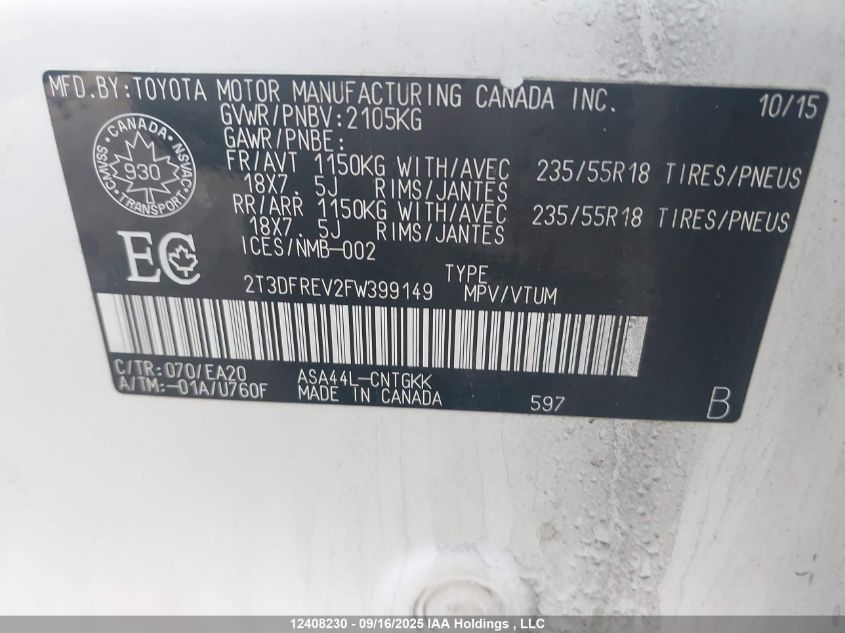 MFD.BY:TOYOTA MOTOR MANUFACTURING CANADA INC. 10/15
GVWR/PNBV:2105KG
GAWR/PNBE:
FR/AVT 1150KG WITH/AVEC 235/55R18 TIRES/PNEUS
18X7. 5J RIMS/JANTES
RR/ARR 1150KG WITH/AVEC 235/55R18 TIRES/PNEUS
18X7. 5J RIMS/JANTES
ICES/NMB-002
CANADA
CMVSS 930 NSVAC
TRANSPORT
EC
TYPE
2T3DFREV2FW399149 MPV/VTUM
C/TR:070/EA20 ASA44L-CNTGKK
A/TM:-01A/U760F MADE IN CANADA 597 B
12408230 - 09/16/2025 IAA Holdings , LLC